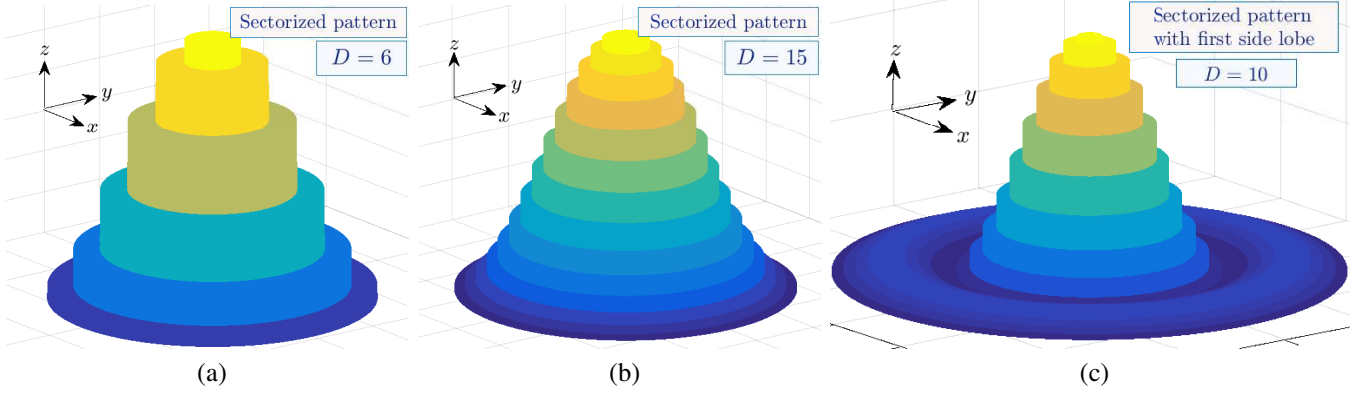 Sectorized pattern
D = 6
z
y
x
(a)
Sectorized pattern
D = 15
z
y
x
(b)
Sectorized pattern
with first side lobe
D = 10
z
y
x
(c)